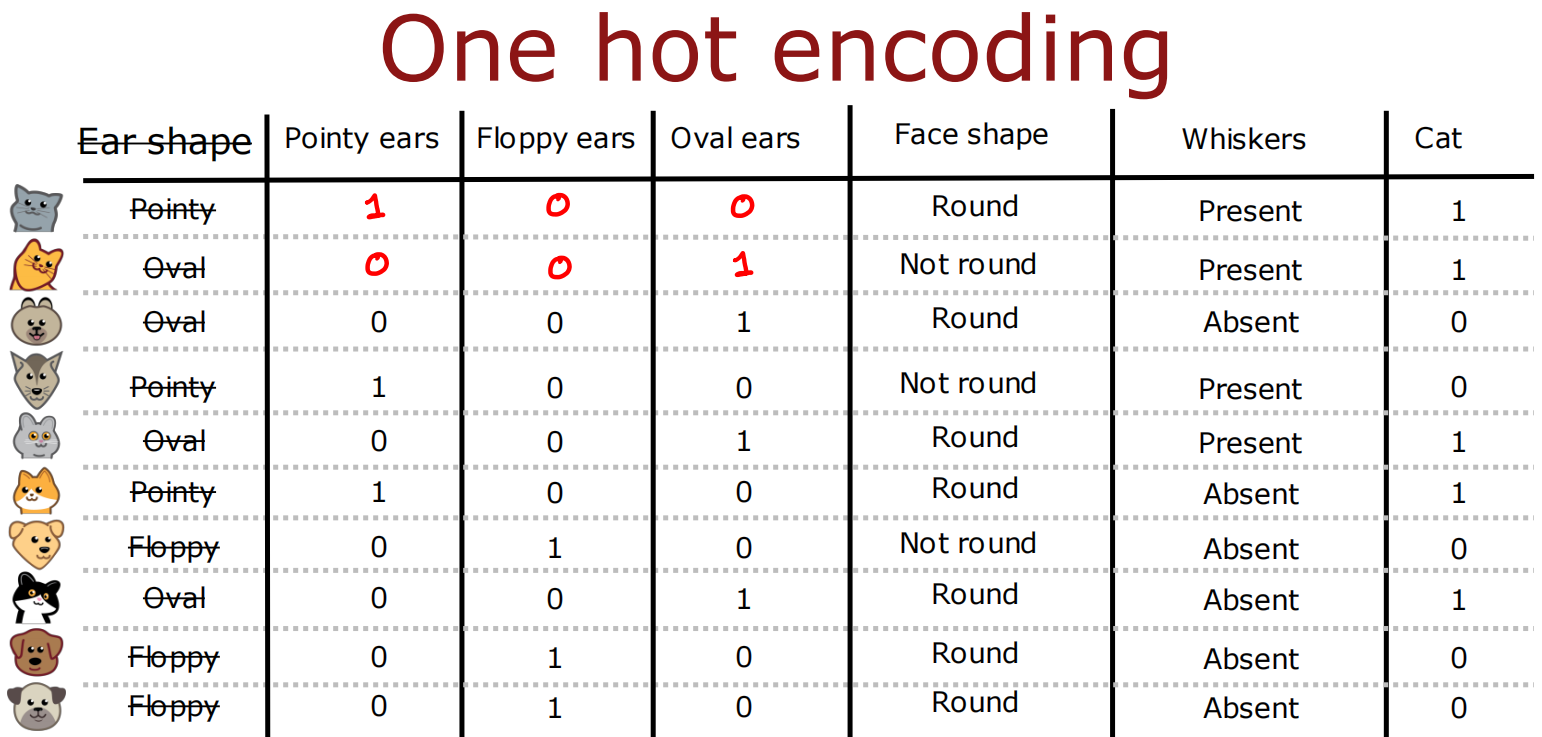 One hot encoding
Ear shape Pointy ears Floppy ears Oval ears Face shape Whiskers Cat
Pointy 1 0 0 Round Present 1
Oval 0 0 1 Not round Present 1
Oval 0 0 1 Round Absent 0
Pointy 1 0 0 Not round Present 0
Oval 0 0 1 Round Present 1
Pointy 1 0 0 Round Absent 1
Floppy 0 1 0 Not round Absent 0
Oval 0 0 1 Round Absent 1
Floppy 0 1 0 Round Absent 0
Floppy 0 1 0 Round Absent 0